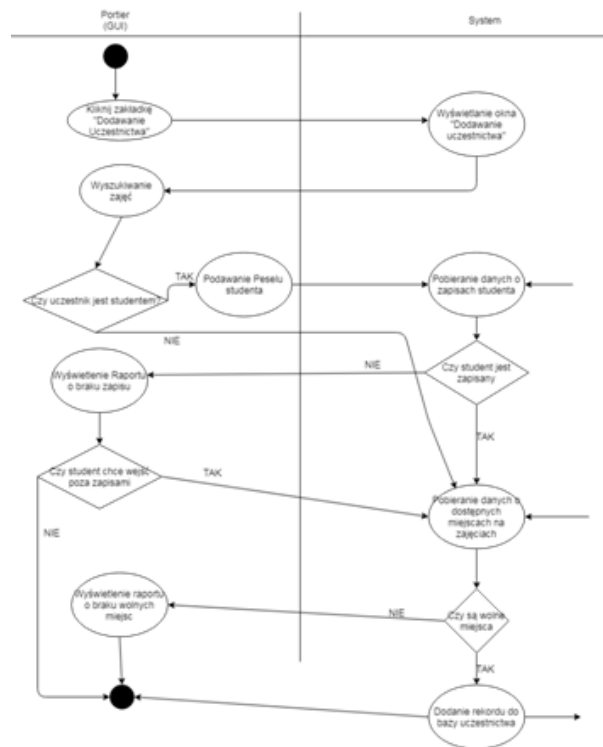 Portier
(GUI)
System
Kliknij zakładkę
"Dodawanie
Uczestnictwa"
Wyświetlanie okna
"Dodawanie
uczestnictwa"
Wyszukiwanie
zajęć
Czy uczestnik jest studentem?
TAK
Podawanie Peselu
studenta
Pobieranie danych o
zapisach studenta
NIE
Wyświetlenie Raportu
o braku zapisu
NIE
Czy student jest
zapisany
TAK
Czy student chce wejść
poza zapisami
TAK
NIE
Pobieranie danych o
dostępnych
miejscach na
zajęciach
Wyświetlenie raportu
o braku wolnych
miejsc
NIE
Czy są wolne
miejsca
TAK
Dodanie rekordu do
bazy uczestnictwa